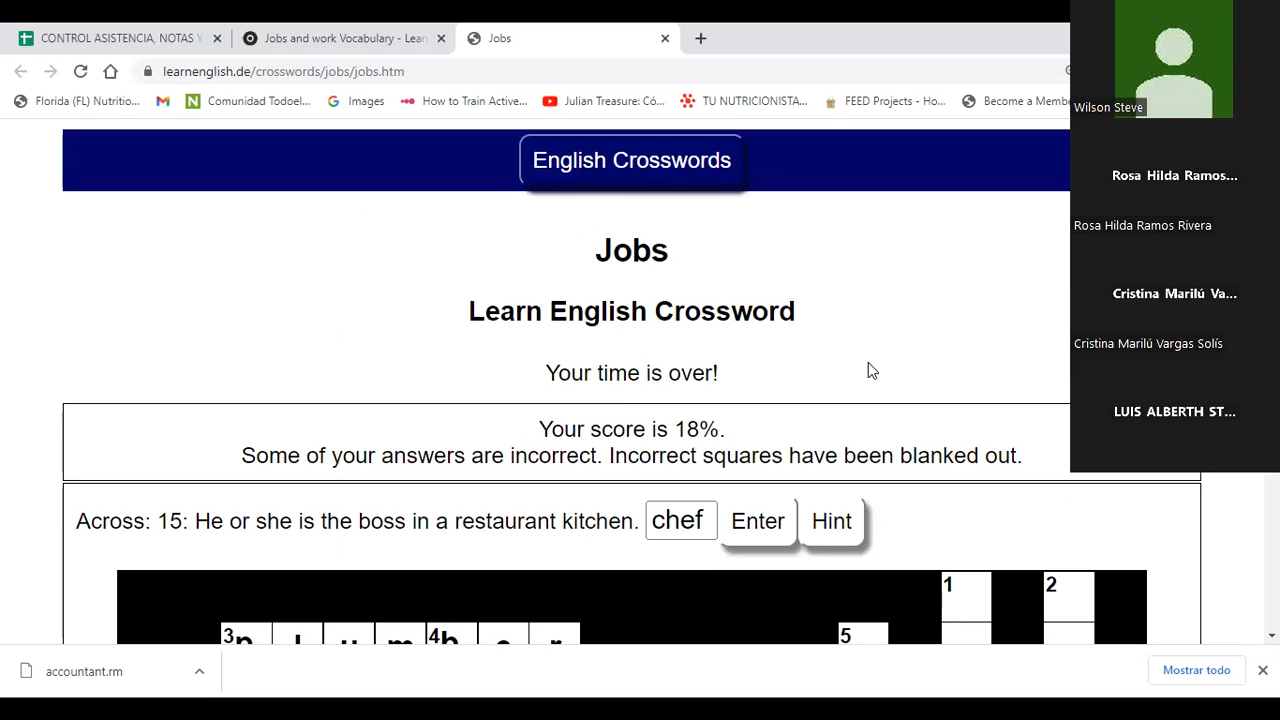 CONTROL ASISTENCIA, NOTAS Y
Jobs and work Vocabulary - Lear
Jobs
learnenglish.de/crosswords/jobs/jobs.htm
Florida (FL) Nutritio...
Comunidad Todoel...
Images
How to Train Active...
Julian Treasure: Có...
TU NUTRICIONISTA...
FEED Projects - Ho...
Become a Membe
Wilson Steve
Rosa Hilda Ramos...
Rosa Hilda Ramos Rivera
Cristina Marilú Va...
Cristina Marilú Vargas Solís
LUIS ALBERTH ST...
English Crosswords
Jobs
Learn English Crossword
Your time is over!
Your score is 18%.
Some of your answers are incorrect. Incorrect squares have been blanked out.
Across: 15: He or she is the boss in a restaurant kitchen. chef Enter Hint
1 2
3 p l u m 4 b e r 5
accountant.rm
Mostrar todo